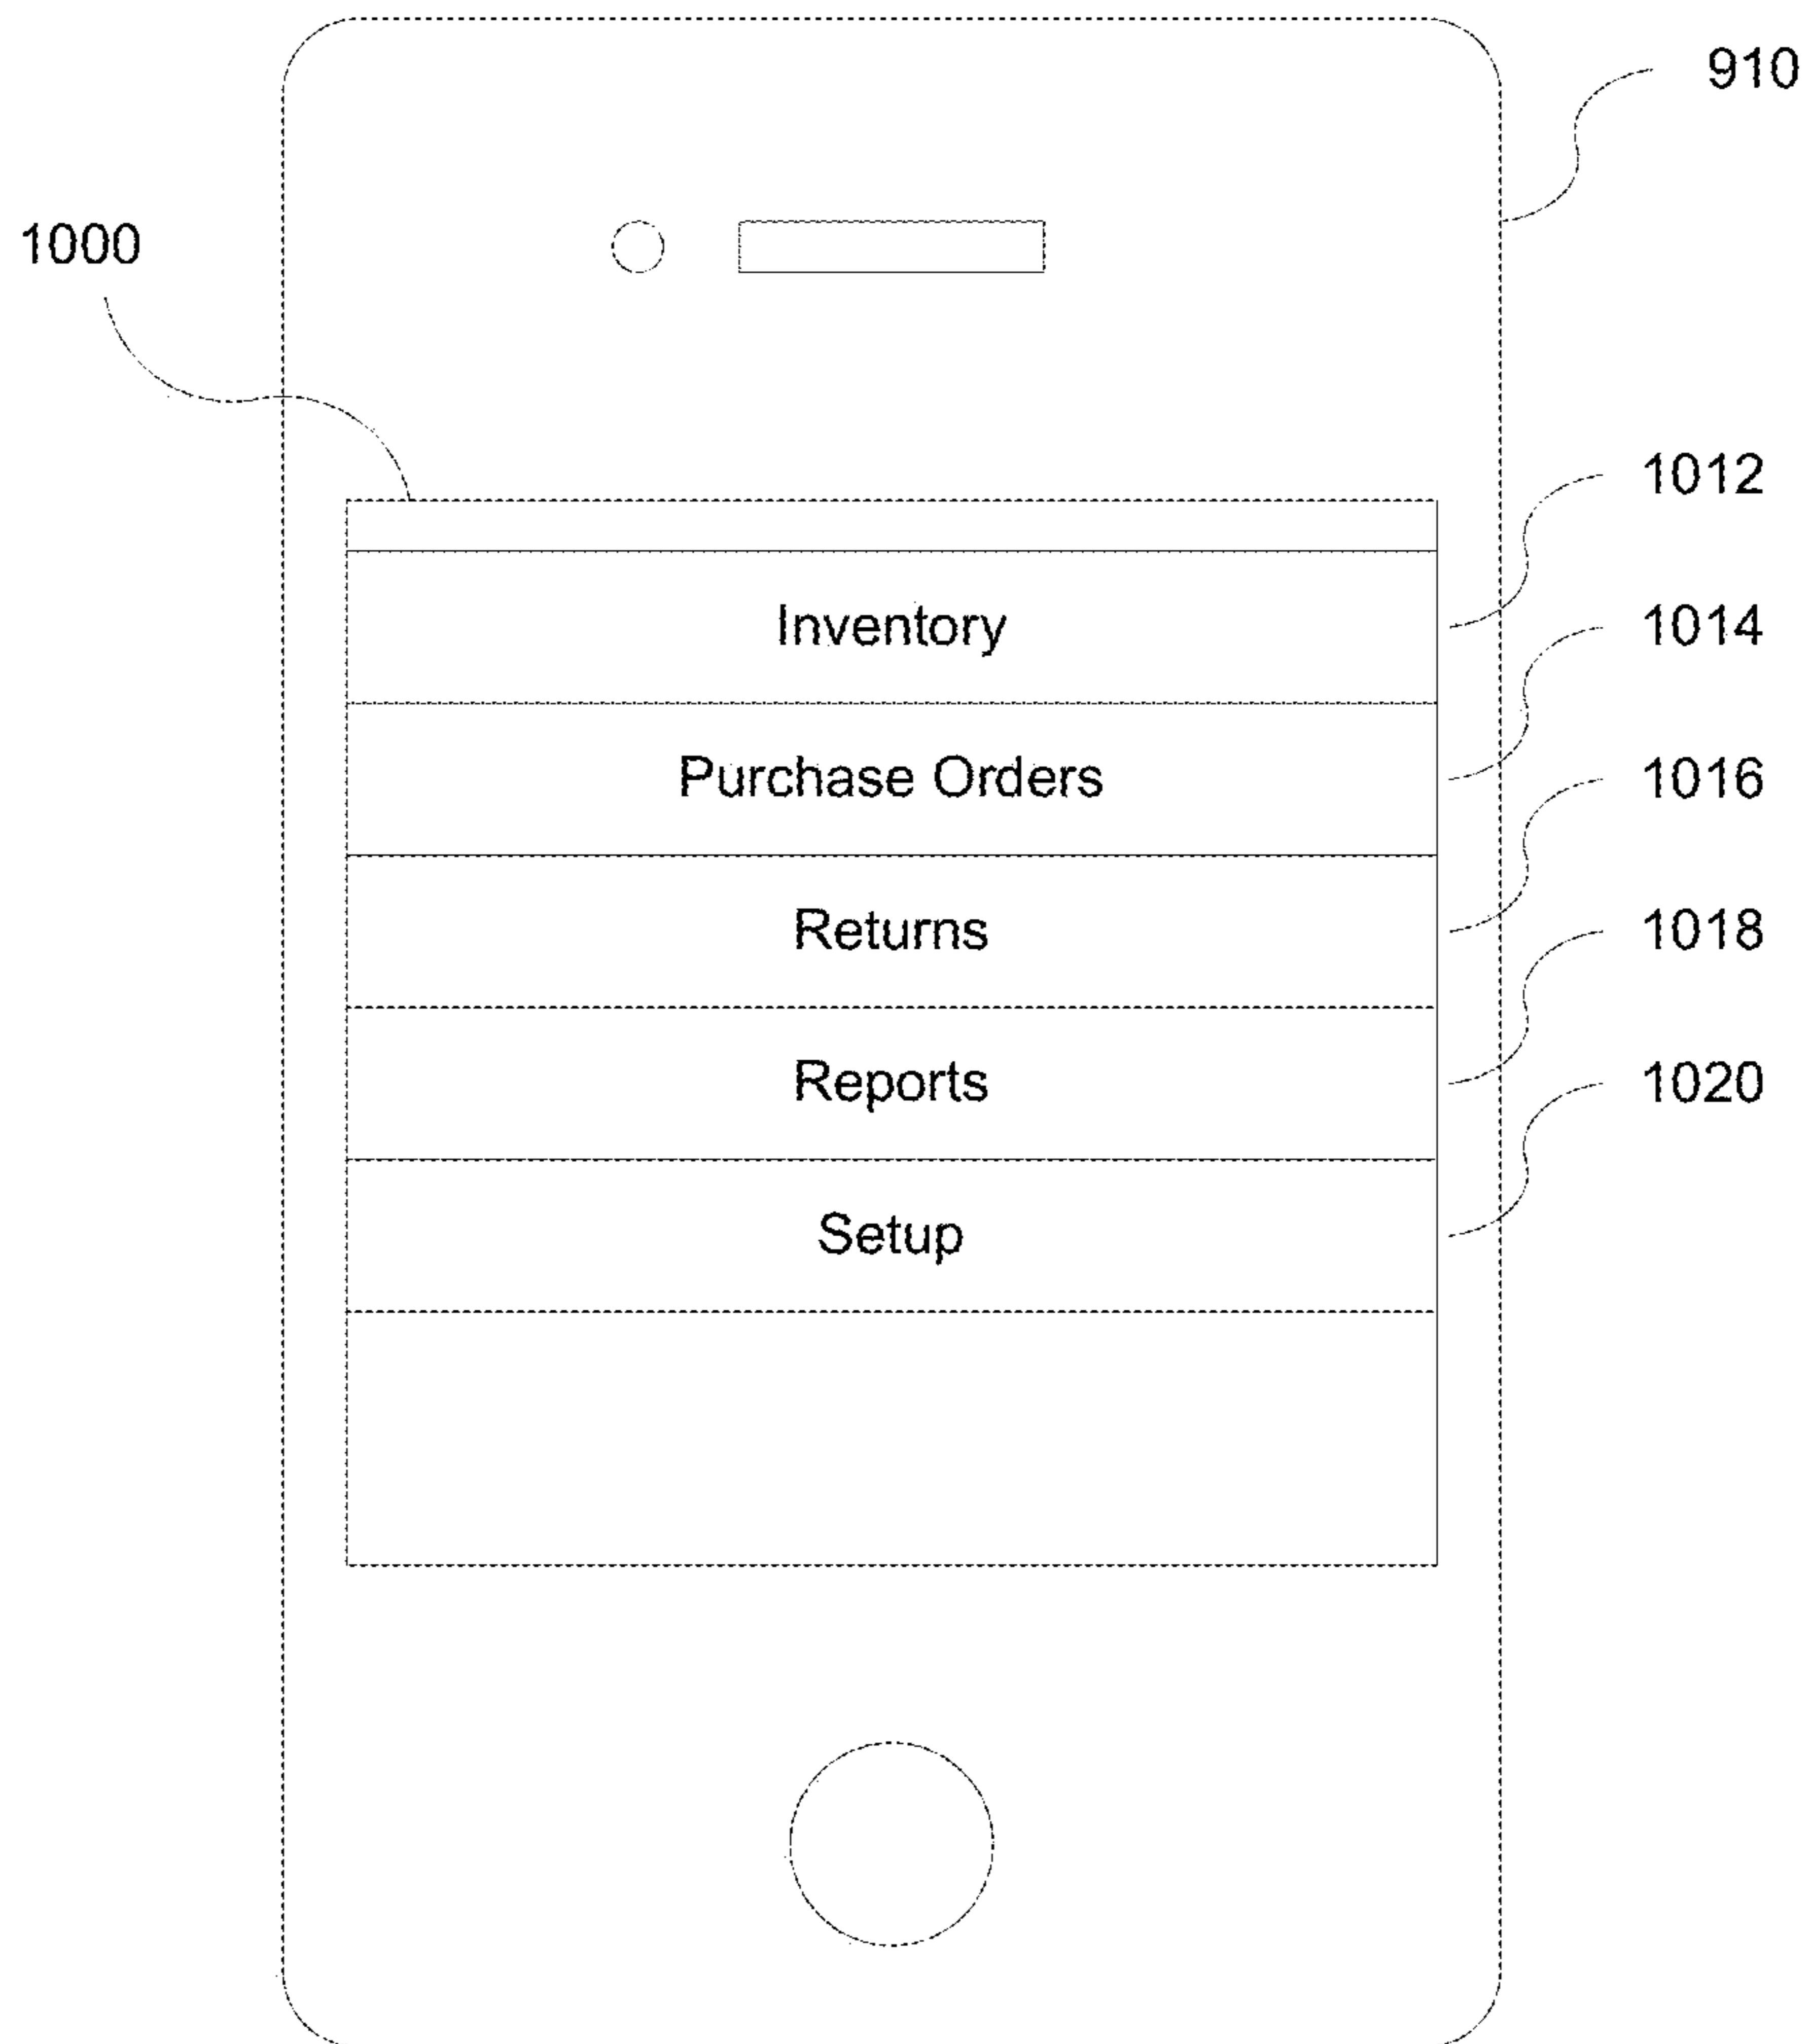 910
1000
1012
Inventory
1014
Purchase Orders
1016
Returns
1018
Reports
1020
Setup